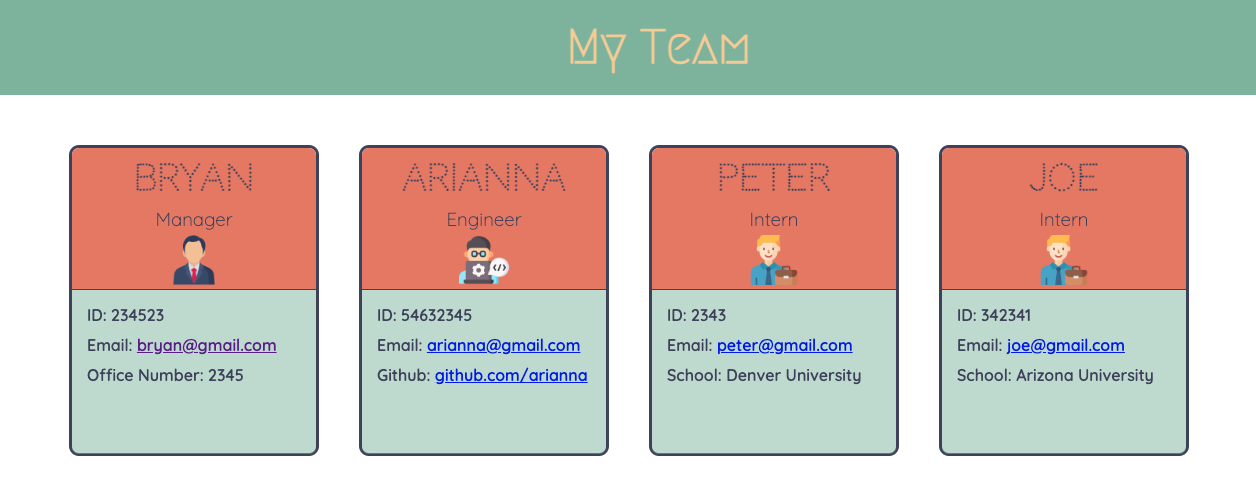 My Team
BRYAN
Manager
ID: 234523
Email: bryan@gmail.com
Office Number: 2345
ARIANNA
Engineer
</>
ID: 54632345
Email: arianna@gmail.com
Github: github.com/arianna
PETER
Intern
ID: 2343
Email: peter@gmail.com
School: Denver University
JOE
Intern
ID: 342341
Email: joe@gmail.com
School: Arizona University